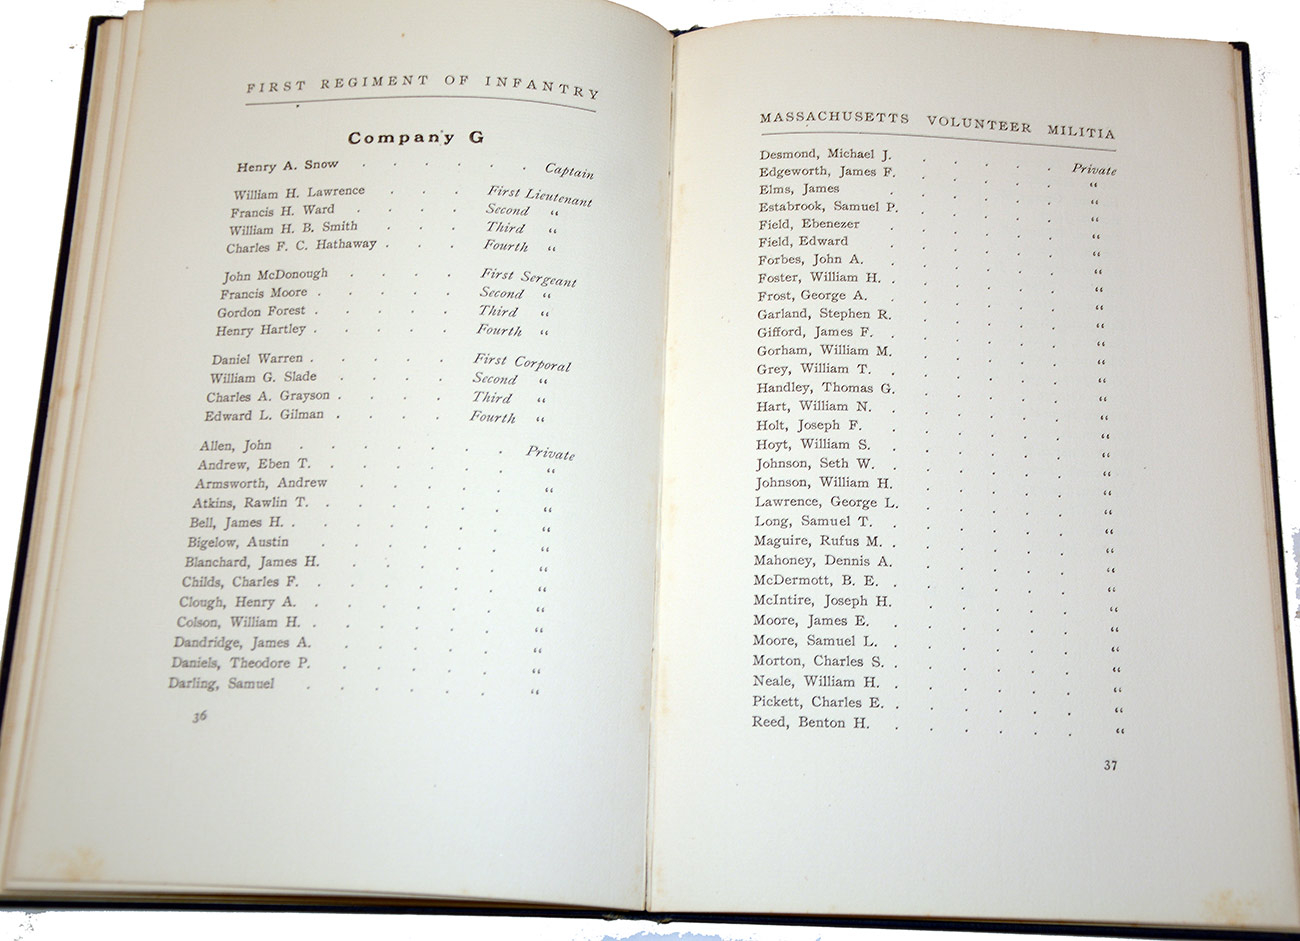 FIRST REGIMENT OF INFANTRY
Company G
Henry A. Snow . . . . . . Captain
William H. Lawrence . . . First Lieutenant
Francis H. Ward . . . . Second “
William H. B. Smith . . . Third “
Charles F. C. Hathaway . . . Fourth “
John McDonough . . . . First Sergeant
Francis Moore . . . . . Second “
Gordon Forest . . . . . Third “
Henry Hartley . . . . . Fourth “
Daniel Warren . . . . . First Corporal
William G. Slade . . . . Second “
Charles A. Grayson . . . . Third “
Edward L. Gilman . . . . Fourth “
Allen, John . . . . . . . Private
Andrew, Eben T. . . . . . . “
Armsworth, Andrew . . . . . “
Atkins, Rawlin T. . . . . . . “
Bell, James H. . . . . . . . “
Bigelow, Austin . . . . . . “
Blanchard, James H. . . . . . “
Childs, Charles F. . . . . . . “
Clough, Henry A. . . . . . . “
Colson, William H. . . . . . . “
Dandridge, James A. . . . . . “
Daniels, Theodore P. . . . . . “
Darling, Samuel . . . . . . “
36
MASSACHUSETTS VOLUNTEER MILITIA
Desmond, Michael J. . . . . . Private
Edgeworth, James F. . . . . . “
Elms, James . . . . . . “
Estabrook, Samuel P. . . . . . “
Field, Ebenezer . . . . . . “
Field, Edward . . . . . . “
Forbes, John A. . . . . . . “
Foster, William H. . . . . . . “
Frost, George A. . . . . . . “
Garland, Stephen R. . . . . . “
Gifford, James F. . . . . . . “
Gorham, William M. . . . . . “
Grey, William T. . . . . . . “
Handley, Thomas G. . . . . . “
Hart, William N. . . . . . . “
Holt, Joseph F. . . . . . . “
Hoyt, William S. . . . . . . “
Johnson, Seth W. . . . . . . “
Johnson, William H. . . . . . “
Lawrence, George L. . . . . . “
Long, Samuel T. . . . . . . “
Maguire, Rufus M. . . . . . . “
Mahoney, Dennis A. . . . . . “
McDermott, B. E. . . . . . . “
McIntire, Joseph H. . . . . . “
Moore, James E. . . . . . . “
Moore, Samuel L. . . . . . . “
Morton, Charles S. . . . . . . “
Neale, William H. . . . . . . “
Pickett, Charles E. . . . . . . “
Reed, Benton H. . . . . . . “
37